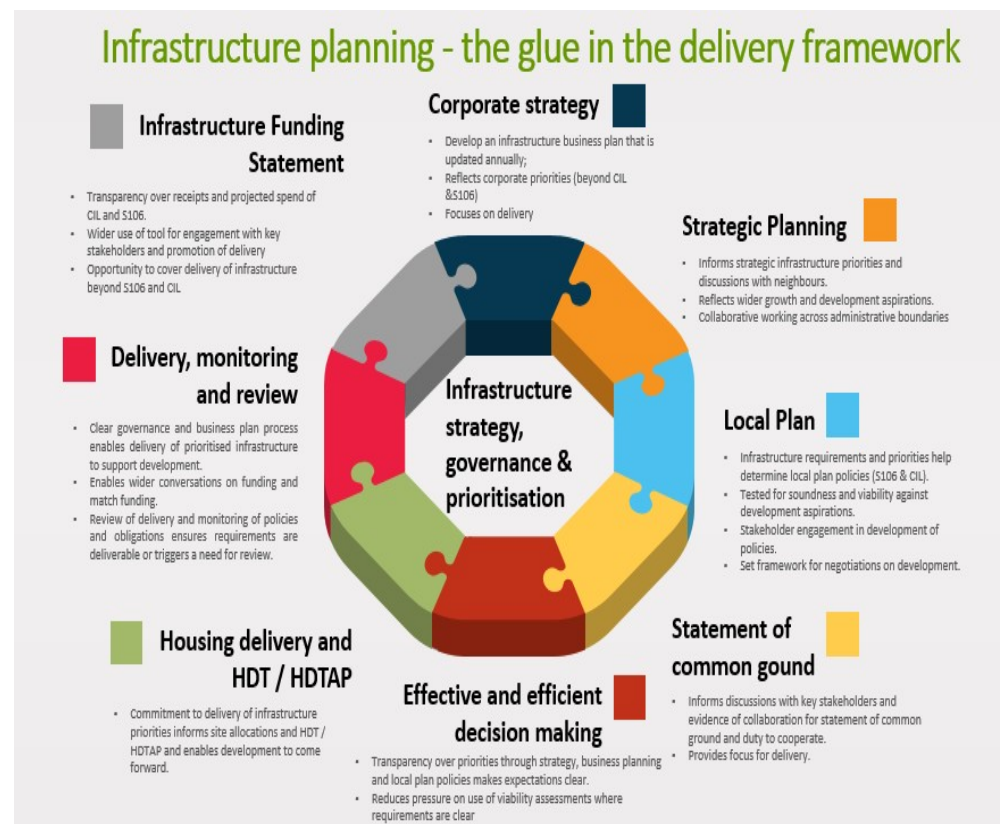 Infrastructure planning - the glue in the delivery framework
Corporate strategy
• Develop an infrastructure business plan that is
updated annually;
• Reflects corporate priorities (beyond CIL
&S106)
• Focuses on delivery
Strategic Planning
• Informs strategic infrastructure priorities and
discussions with neighbours.
• Reflects wider growth and development aspirations.
• Collaborative working across administrative boundaries
Local Plan
• Infrastructure requirements and priorities help
determine local plan policies (S106 & CIL).
• Tested for soundness and viability against
development aspirations.
• Stakeholder engagement in development of
policies.
• Set framework for negotiations on development.
Statement of
common gound
• Informs discussions with key stakeholders and
evidence of collaboration for statement of common
ground and duty to cooperate.
• Provides focus for delivery.
Effective and efficient
decision making
• Transparency over priorities through strategy, business planning
and local plan policies makes expectations clear.
• Reduces pressure on use of viability assessments where
requirements are clear
Housing delivery and
HDT / HDTAP
• Commitment to delivery of infrastructure
priorities informs site allocations and HDT /
HDTAP and enables development to come
forward.
Delivery, monitoring
and review
• Clear governance and business plan process
enables delivery of prioritised infrastructure
to support development.
• Enables wider conversations on funding and
match funding.
• Review of delivery and monitoring of policies
and obligations ensures requirements are
deliverable or triggers a need for review.
Infrastructure Funding
Statement
• Transparency over receipts and projected spend of
CIL and S106.
• Wider use of tool for engagement with key
stakeholders and promotion of delivery
• Opportunity to cover delivery of infrastructure
beyond S106 and CIL
Infrastructure
strategy,
governance &
prioritisation